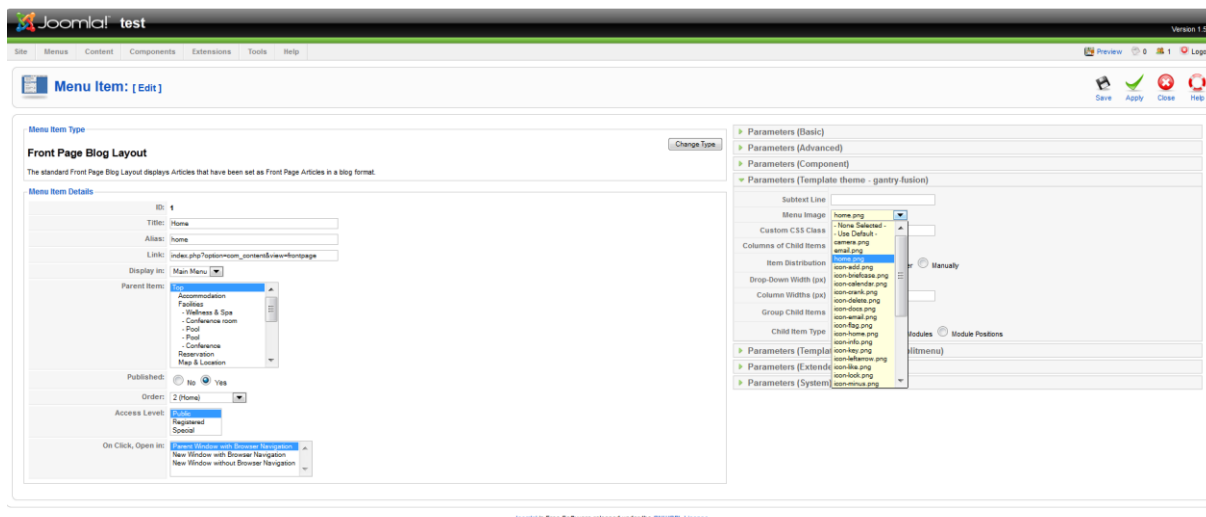 Joomla! test
Version 1.5
Site Menus Content Components Extensions Tools Help
Preview 0 1 Logo
Menu Item: [ Edit ]
Save Apply Close Help
Menu Item Type
Change Type
Front Page Blog Layout
The standard Front Page Blog Layout displays Articles that have been set as Front Page Articles in a blog format.
Menu Item Details
ID: 1
Title: Home
Alias: home
Link: index.php?option=com_content&view=frontpage
Display in: Main Menu
Parent Item: Top
Accommodation
Facilities
- Wellness & Spa
- Conference room
- Pool
- Pool
- Conference
Reservation
Map & Location
Published: No Yes
Order: 2 (Home)
Access Level: Public
Registered
Special
On Click, Open in: Parent Window with Browser Navigation
New Window with Browser Navigation
New Window without Browser Navigation
Parameters (Basic)
Parameters (Advanced)
Parameters (Component)
Parameters (Template theme - gantry-fusion)
Subtext Line
Menu Image home.png
- None Selected -
- Use Default -
camera.png
email.png
home.png
icon-add.png
icon-briefcase.png
icon-calendar.png
icon-crank.png
icon-delete.png
icon-docs.png
icon-email.png
icon-flag.png
icon-home.png
icon-info.png
icon-key.png
icon-leftarrow.png
icon-like.png
icon-lock.png
icon-minus.png
Custom CSS Class
Columns of Child Items
Item Distribution Manually
Drop-Down Width (px)
Column Widths (px)
Group Child Items
Child Item Type Modules Module Positions
Parameters (Templa litmenu)
Parameters (Extende
Parameters (System)